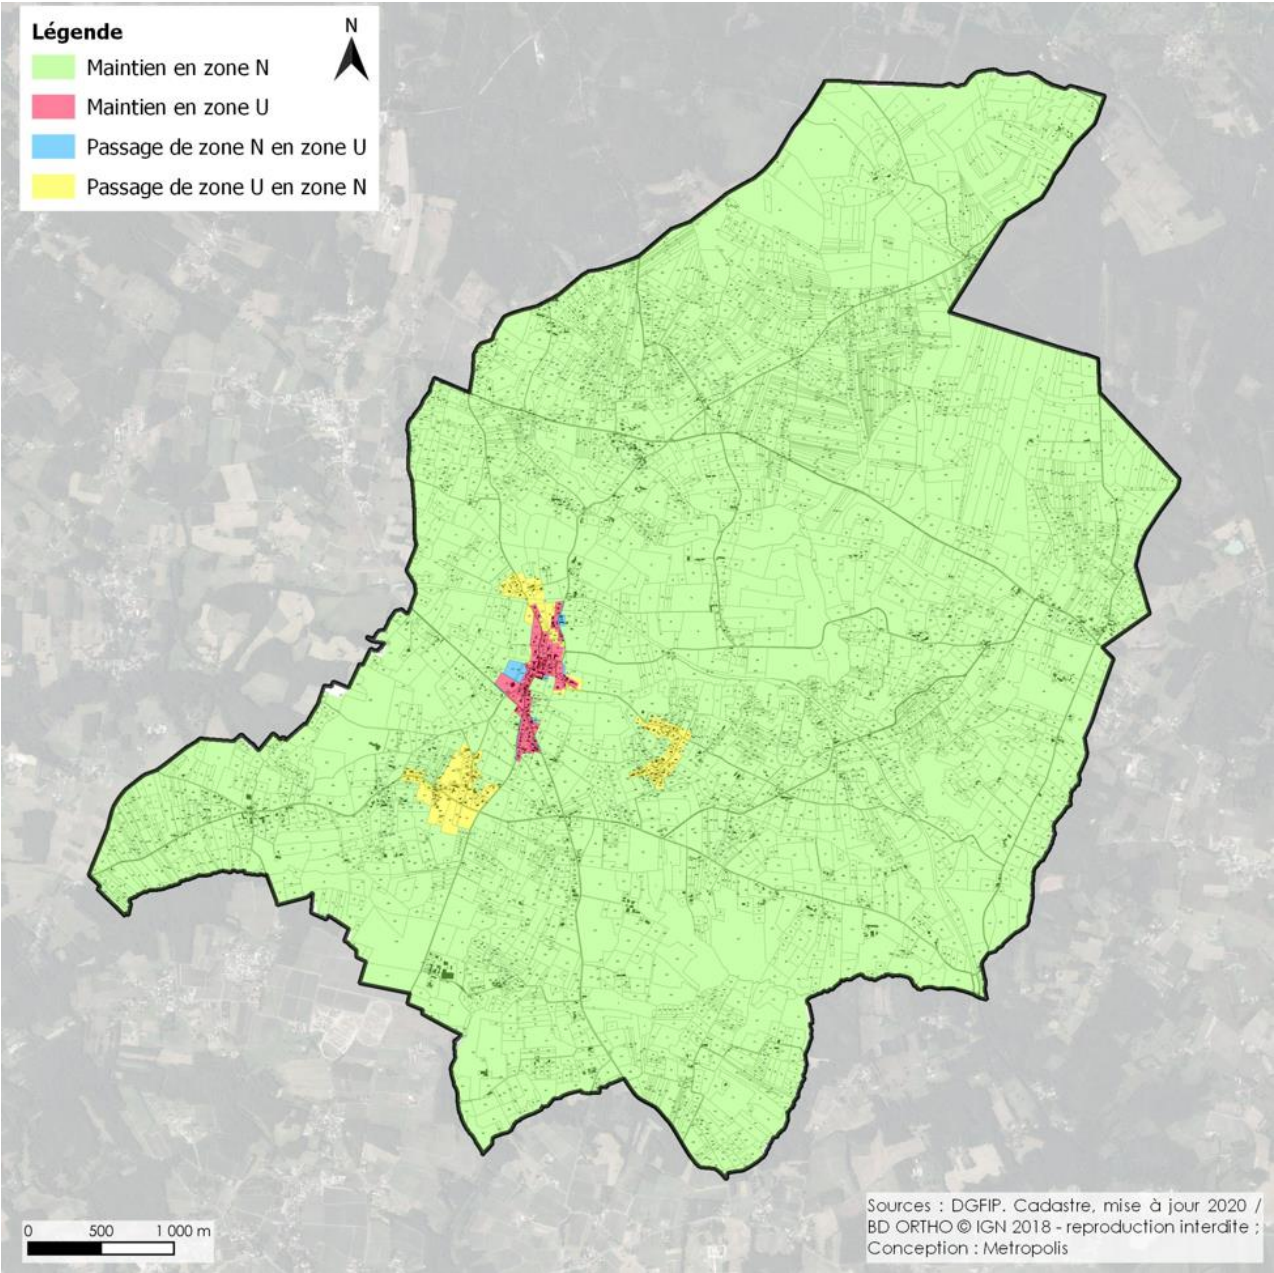 Légende
N
Maintien en zone N
Maintien en zone U
Passage de zone N en zone U
Passage de zone U en zone N
0 500 1 000 m
Sources : DGFIP. Cadastre, mise à jour 2020 /
BD ORTHO © IGN 2018 - reproduction interdite ;
Conception : Metropolis